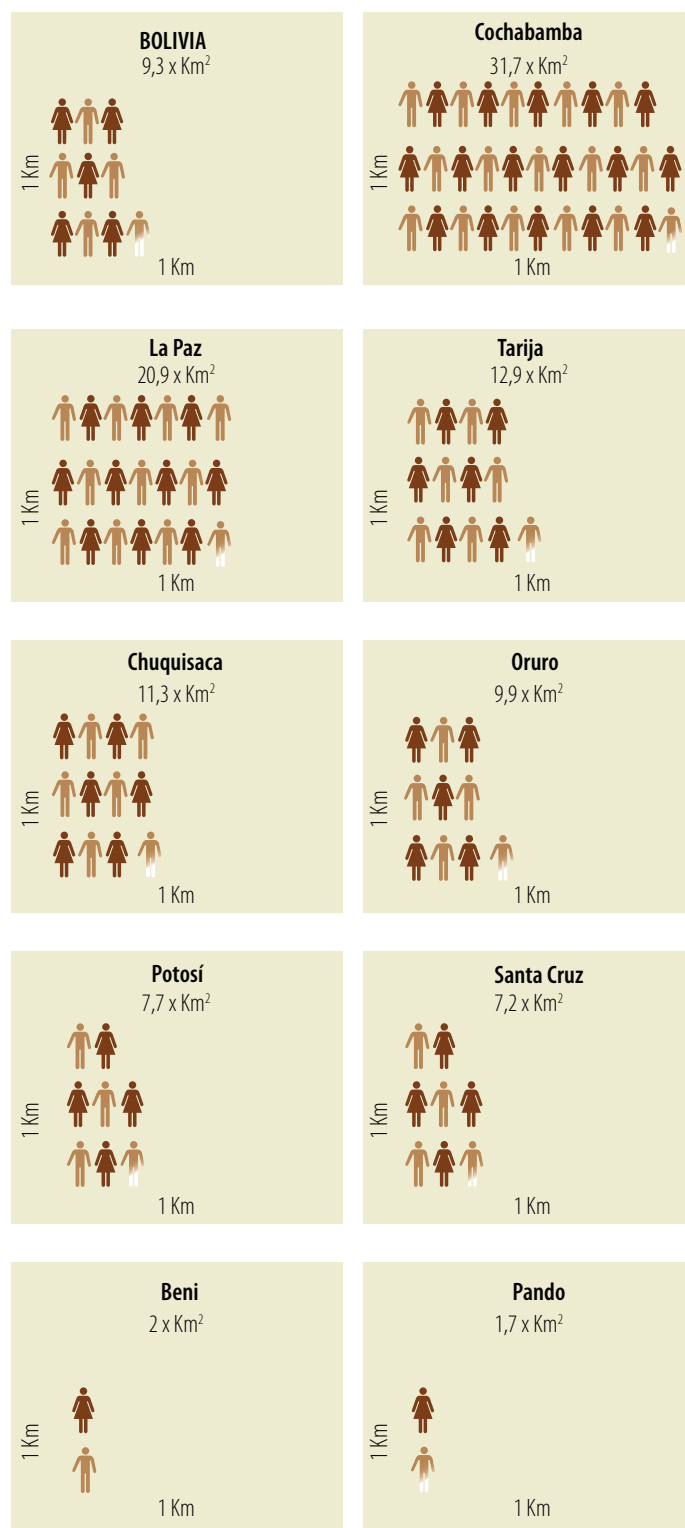 BOLIVIA
9,3 x Km²
1 Km
1 Km
Cochabamba
31,7 x Km²
1 Km
1 Km
La Paz
20,9 x Km²
1 Km
1 Km
Tarija
12,9 x Km²
1 Km
1 Km
Chuquisaca
11,3 x Km²
1 Km
1 Km
Oruro
9,9 x Km²
1 Km
1 Km
Potosí
7,7 x Km²
1 Km
1 Km
Santa Cruz
7,2 x Km²
1 Km
1 Km
Beni
2 x Km²
1 Km
1 Km
Pando
1,7 x Km²
1 Km
1 Km